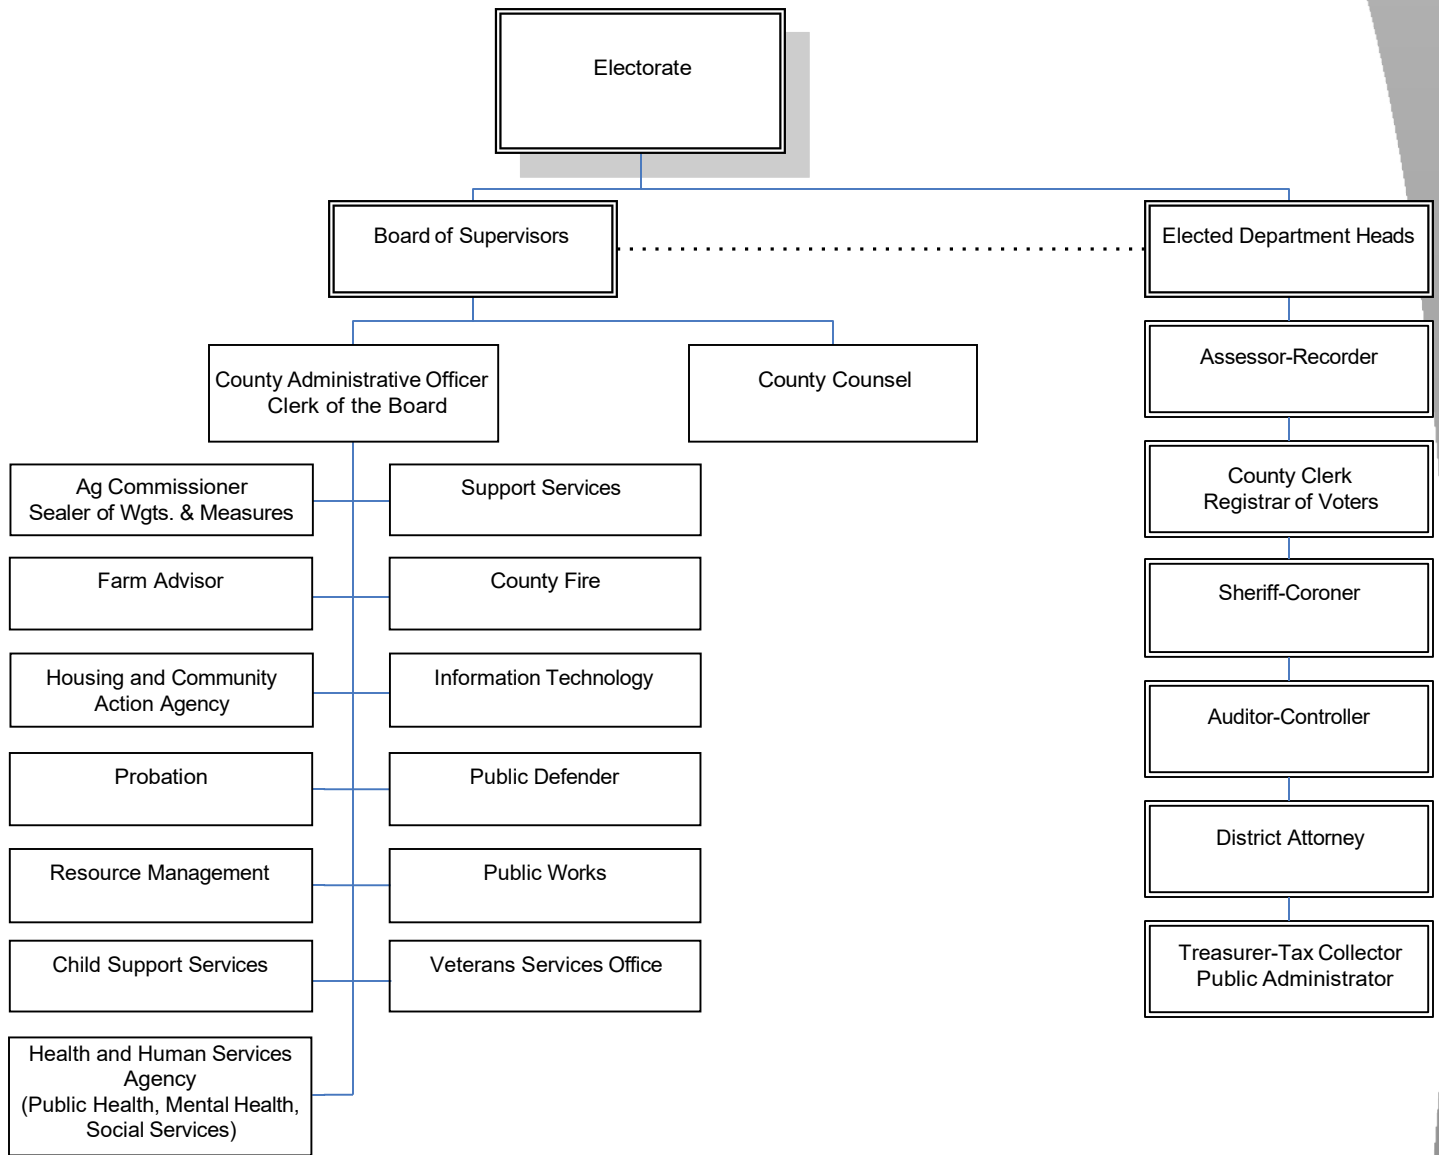 Electorate
Board of Supervisors
Elected Department Heads
County Administrative Officer
Clerk of the Board
County Counsel
Assessor-Recorder
County Clerk
Registrar of Voters
Sheriff-Coroner
Auditor-Controller
District Attorney
Treasurer-Tax Collector
Public Administrator
Ag Commissioner
Sealer of Wgts. & Measures
Support Services
Farm Advisor
County Fire
Housing and Community
Action Agency
Information Technology
Probation
Public Defender
Resource Management
Public Works
Child Support Services
Veterans Services Office
Health and Human Services
Agency
(Public Health, Mental Health,
Social Services)